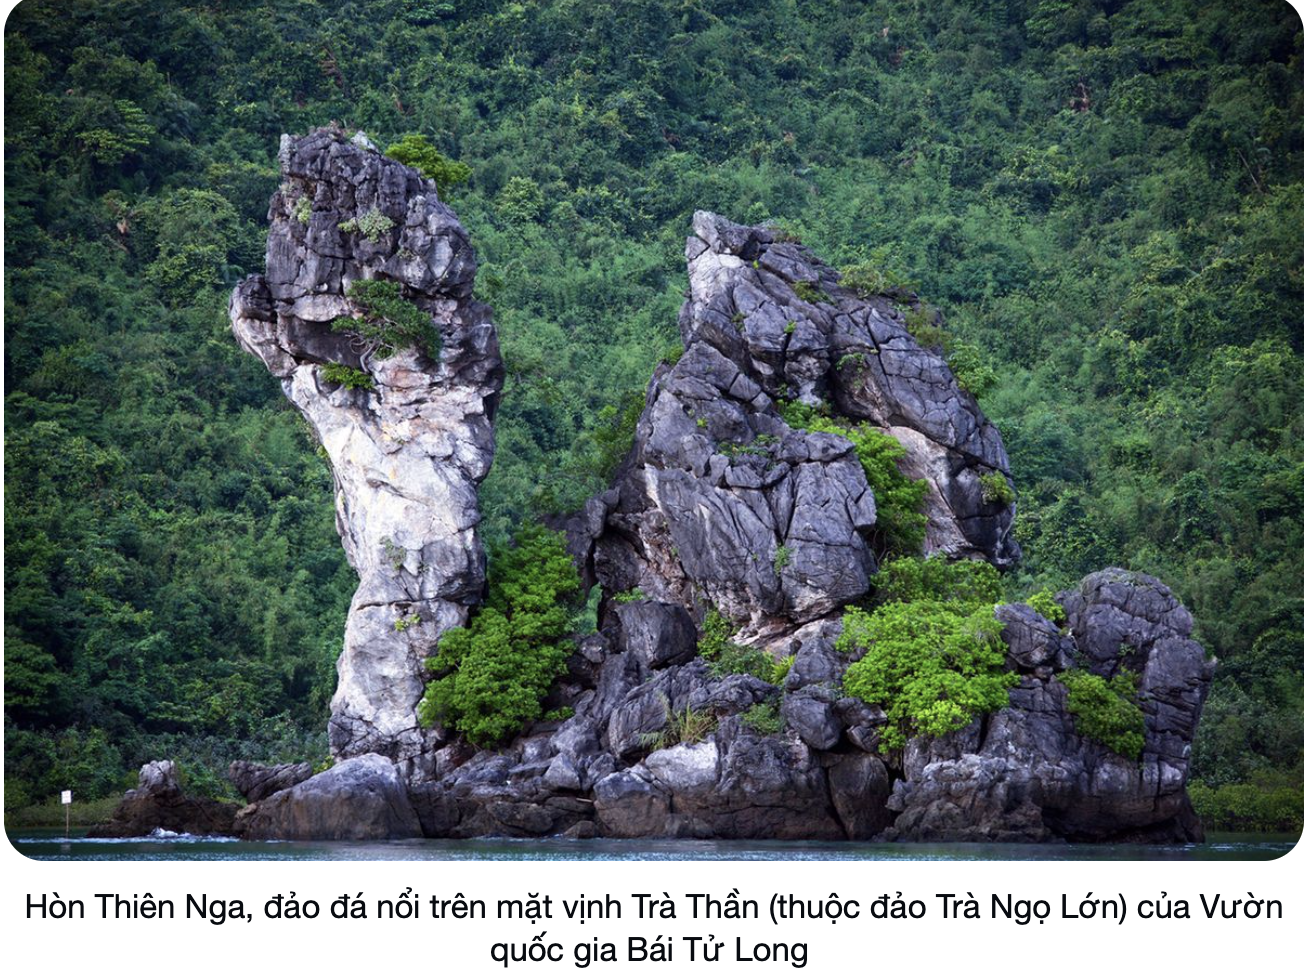 Hòn Thiên Nga, đảo đá nổi trên mặt vịnh Trà Thần (thuộc đảo Trà Ngọ Lớn) của Vườn
quốc gia Bái Tử Long